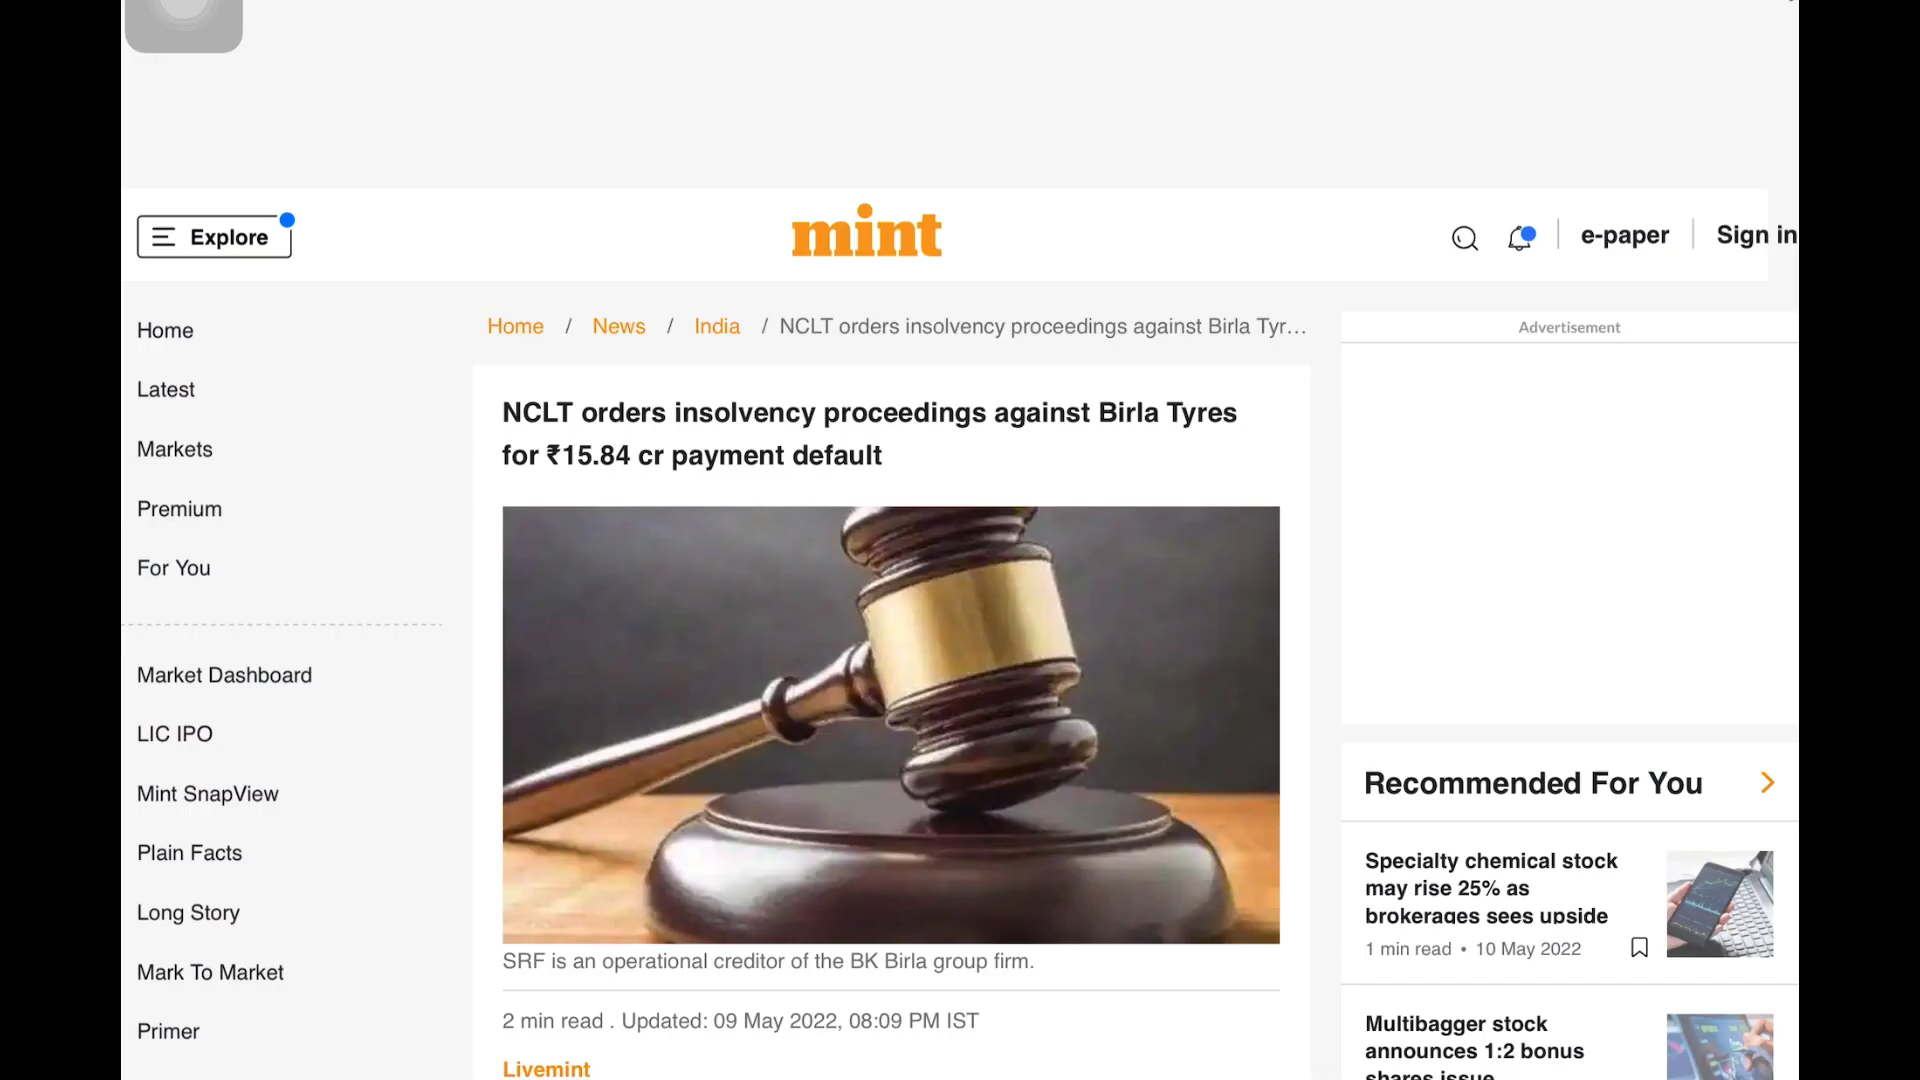 Explore
mint
e-paper
Sign in
Home
Latest
Markets
Premium
For You
Market Dashboard
LIC IPO
Mint SnapView
Plain Facts
Long Story
Mark To Market
Primer
Home / News / India / NCLT orders insolvency proceedings against Birla Tyr...
NCLT orders insolvency proceedings against Birla Tyres
for ₹15.84 cr payment default
SRF is an operational creditor of the BK Birla group firm.
2 min read . Updated: 09 May 2022, 08:09 PM IST
Livemint
Advertisement
Recommended For You
Specialty chemical stock
may rise 25% as
brokerages sees upside
1 min read • 10 May 2022
Multibagger stock
announces 1:2 bonus
shares issue